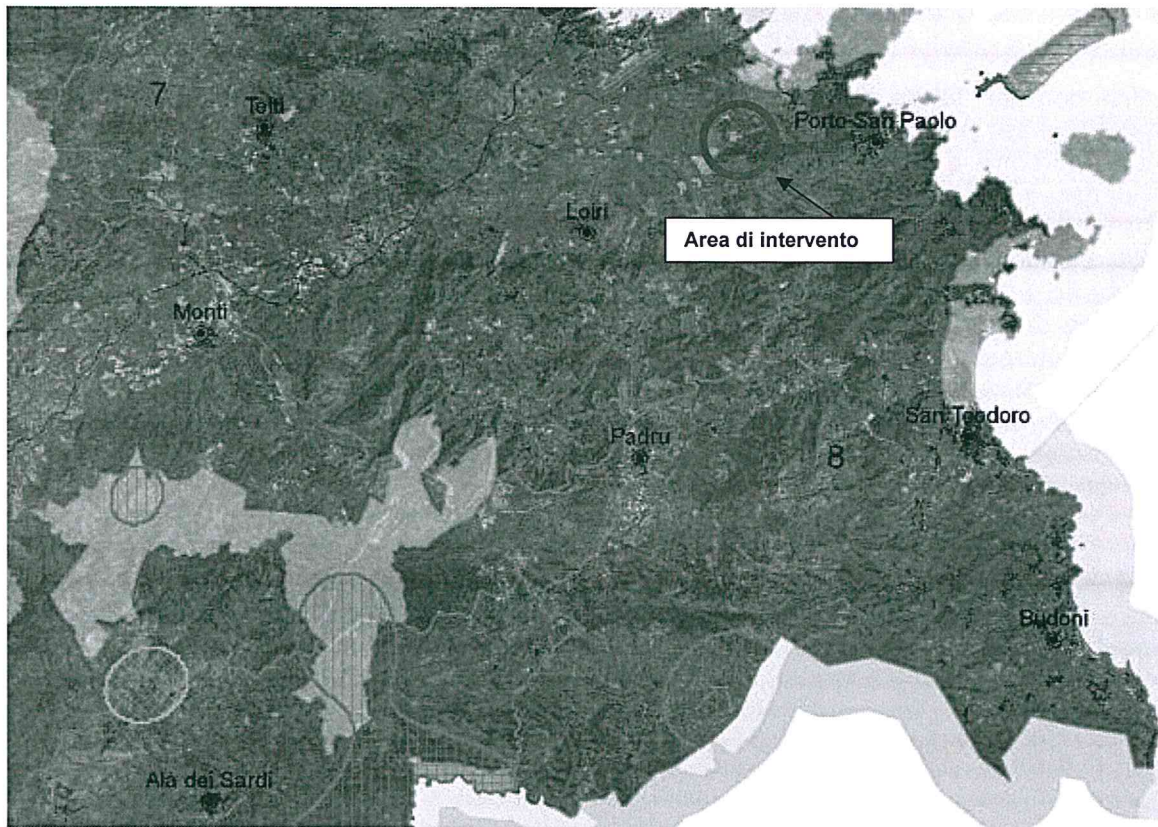 7
Telti
Porto San Paolo
Loiri
Area di intervento
Monti
San Teodoro
Padru
8
Budoni
Alà dei Sardi